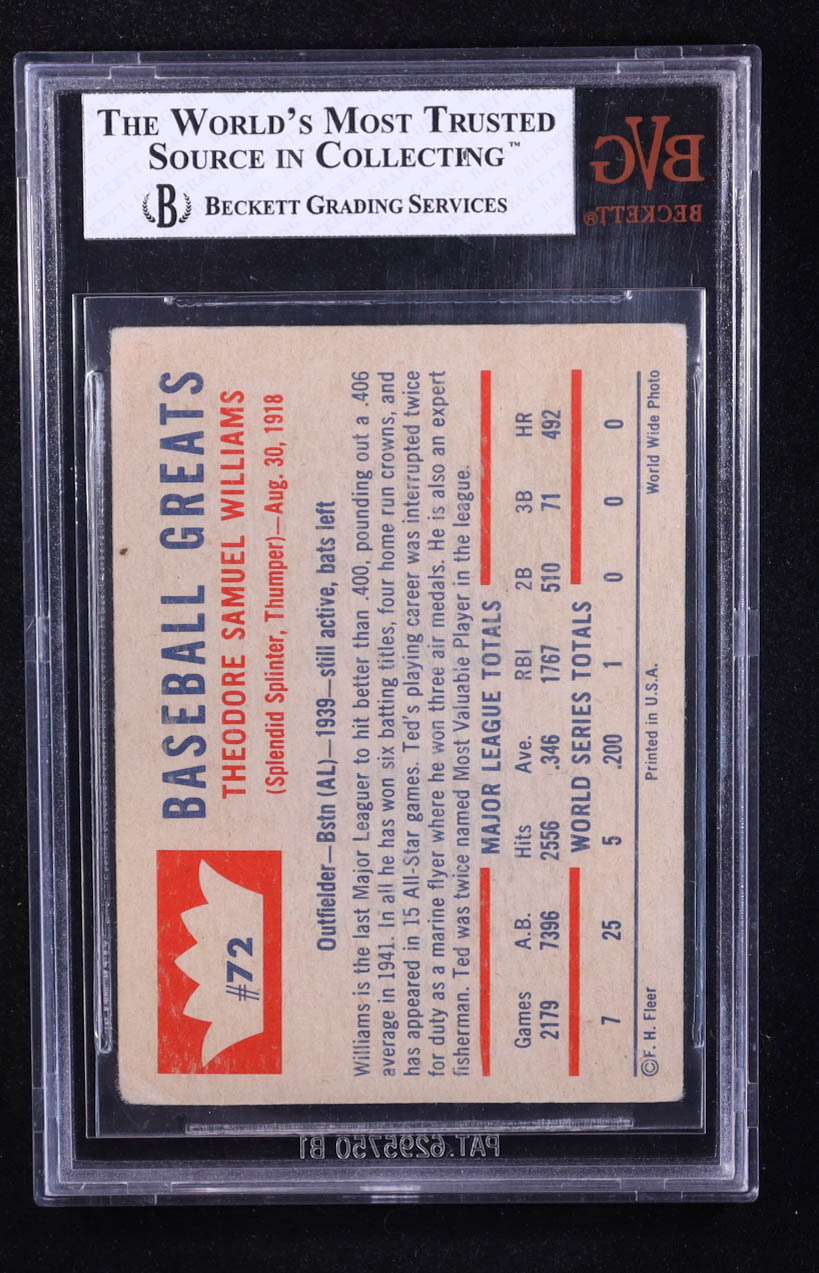 THE WORLD'S MOST TRUSTED
SOURCE IN COLLECTING™
B BECKETT GRADING SERVICES
BVG
BECKETT®
#72
BASEBALL GREATS
THEODORE SAMUEL WILLIAMS
(Splendid Splinter, Thumper)—Aug. 30, 1918
Outfielder—Bstn (AL)—1939—still active, bats left
Williams is the last Major Leaguer to hit better than .400, pounding out a .406
average in 1941. In all he has won six batting titles, four home run crowns, and
has appeared in 15 All-Star games. Ted's playing career was interrupted twice
for duty as a marine flyer where he won three air medals. He is also an expert
fisherman. Ted was twice named Most Valuable Player in the league.
MAJOR LEAGUE TOTALS
Games A.B. Hits Ave. RBI 2B 3B HR
2179 7396 2556 .346 1767 510 71 492
WORLD SERIES TOTALS
7 25 5 .200 1 0 0 0
©F. H. Fleer Printed in U.S.A. World Wide Photo
PAT.6295750 B1